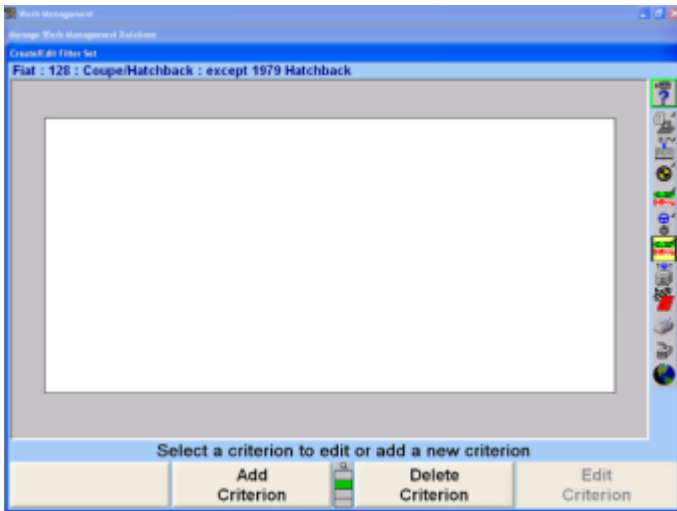 Work Management
Manage Work Management Database
Create/Edit Filter Set
Fiat : 128 : Coupe/Hatchback : except 1979 Hatchback
Select a criterion to edit or add a new criterion
Add
Criterion
Delete
Criterion
Edit
Criterion